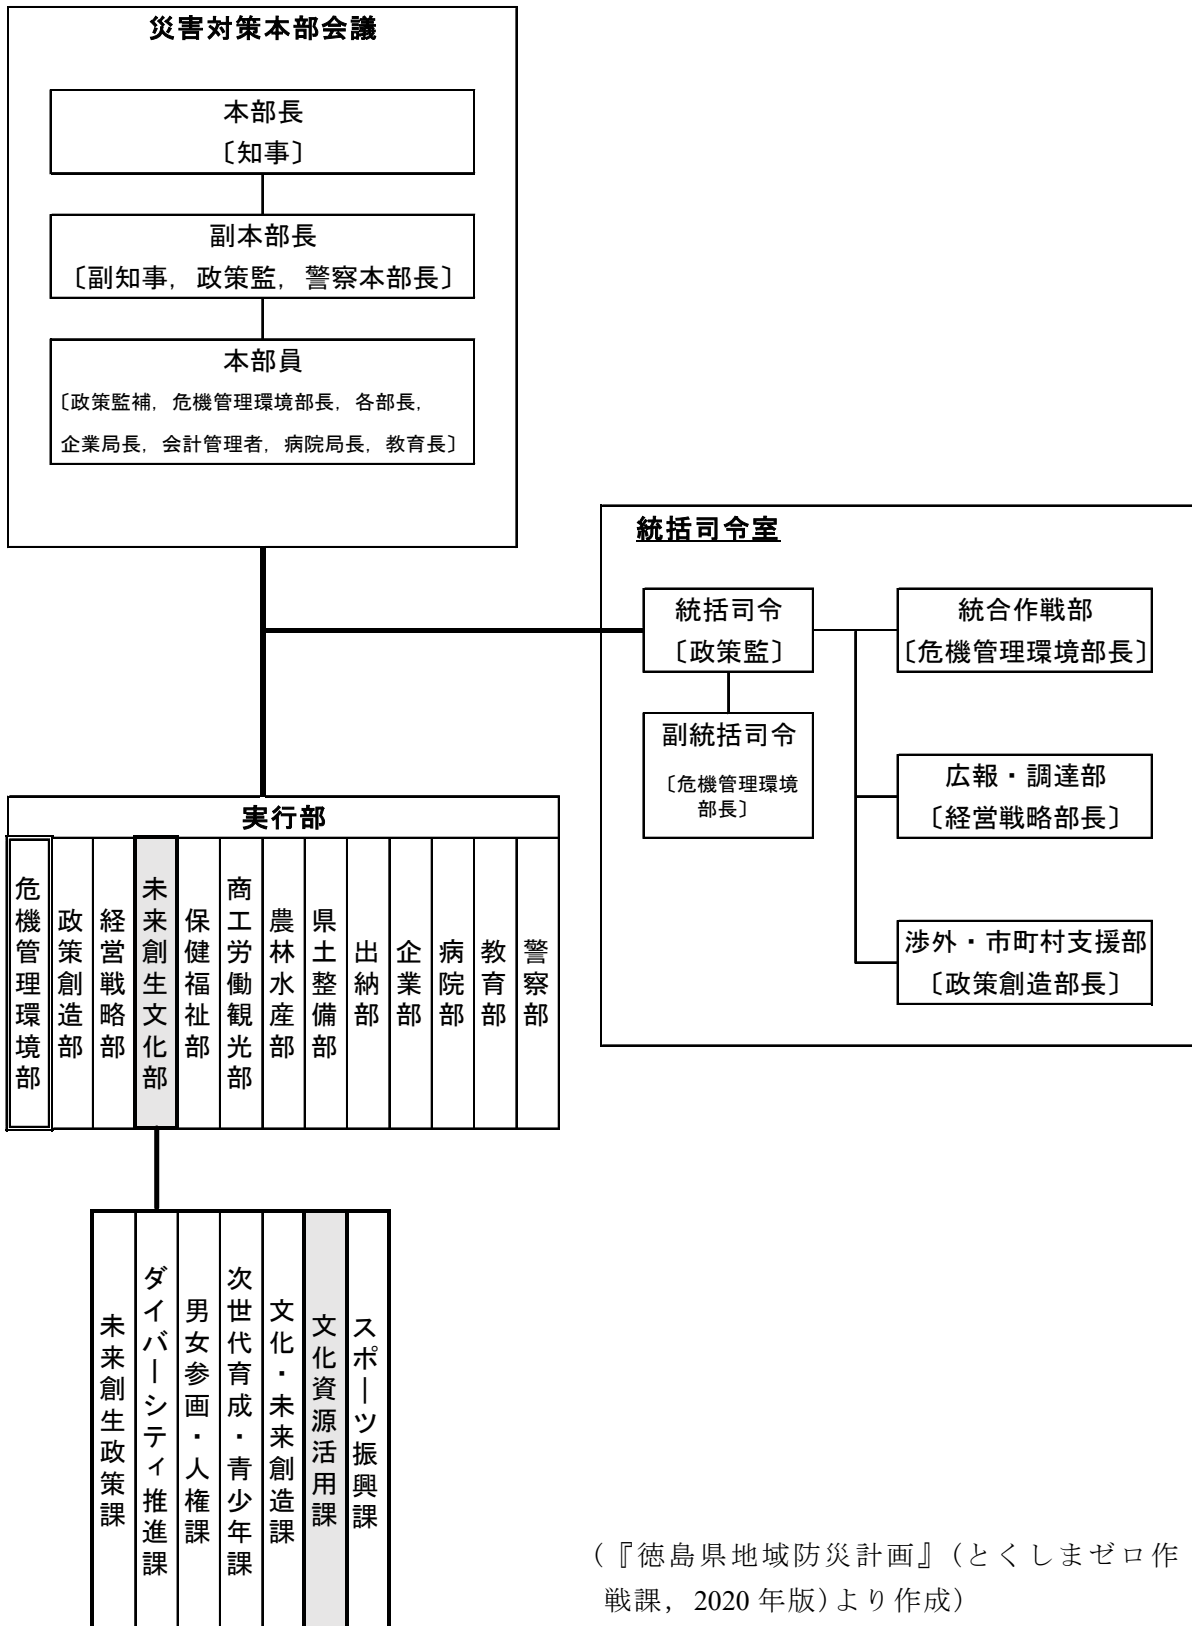 災害対策本部会議
本部長
〔知事〕
副本部長
〔副知事，政策監，警察本部長〕
本部員
〔政策監補，危機管理環境部長，各部長，
企業局長，会計管理者，病院局長，教育長〕
統括司令室
統括司令
〔政策監〕
副統括司令
〔危機管理環境
部長〕
統合作戦部
〔危機管理環境部長〕
広報・調達部
〔経営戦略部長〕
渉外・市町村支援部
〔政策創造部長〕
実行部
危機管理環境部
政策創造部
経営戦略部
未来創生文化部
保健福祉部
商工労働観光部
農林水産部
県土整備部
出納部
企業部
病院部
教育部
警察部
未来創生政策課
ダイバーシティ推進課
男女参画・人権課
次世代育成・青少年課
文化・未来創造課
文化資源活用課
スポーツ振興課
（『徳島県地域防災計画』（とくしまゼロ作
戦課，2020年版）より作成）